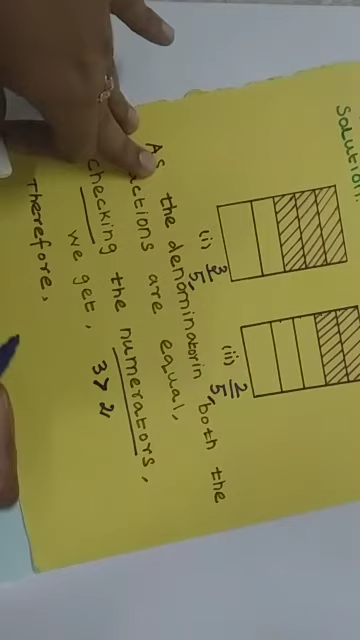 Solution.
(i) 3/5
(ii) 2/5
As the denominator in both the
actions are equal,
checking the numerators,
we get, 3 > 2
Therefore,